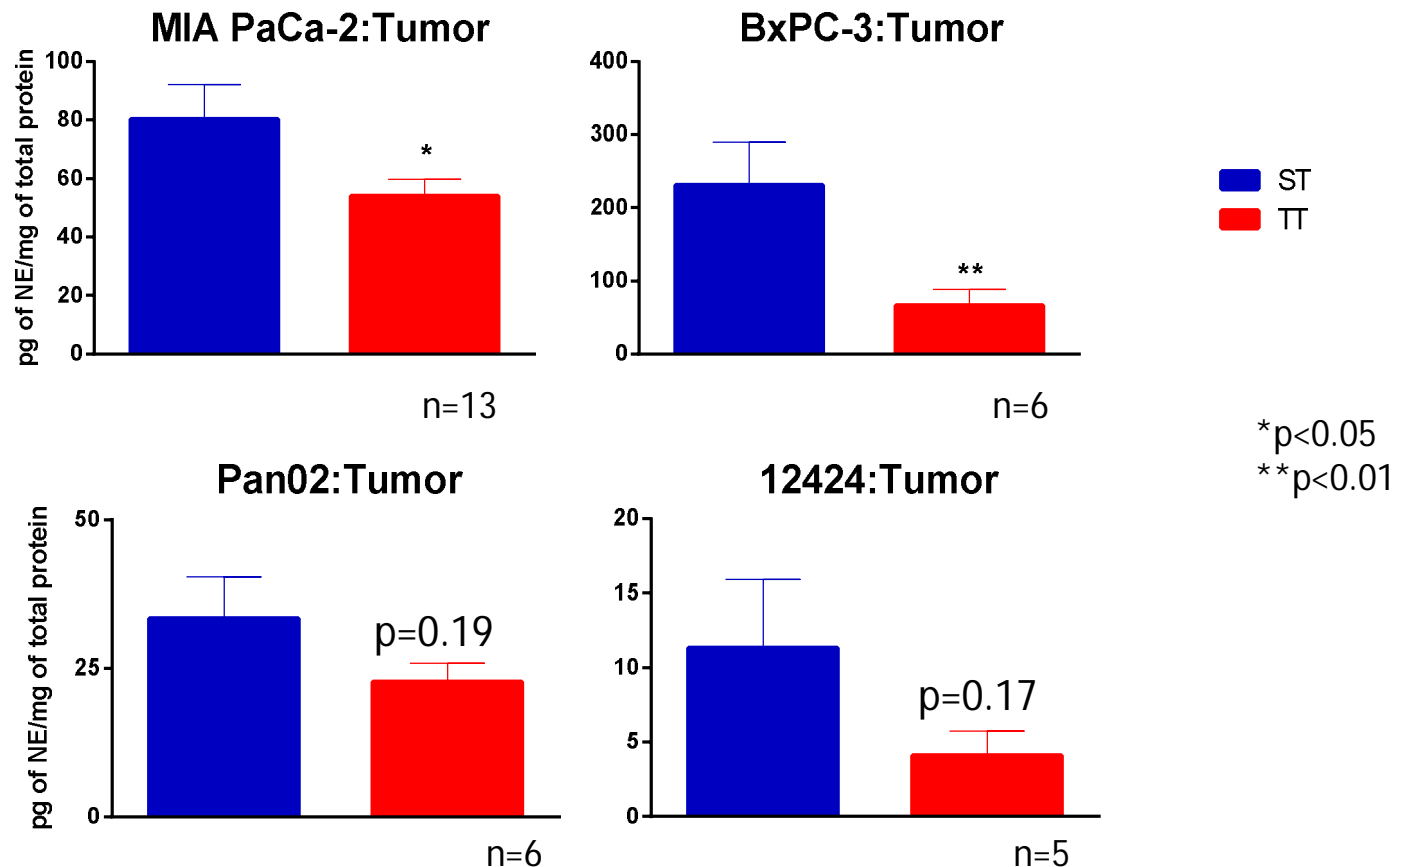 MIA PaCa-2:Tumor
pg of NE/mg of total protein
100
80
60
40
20
0
*
n=13
BxPC-3:Tumor
400
300
200
100
0
**
n=6
ST
TT
*p<0.05
**p<0.01
Pan02:Tumor
pg of NE/mg of total protein
50
25
0
p=0.19
n=6
12424:Tumor
20
15
10
5
0
p=0.17
n=5